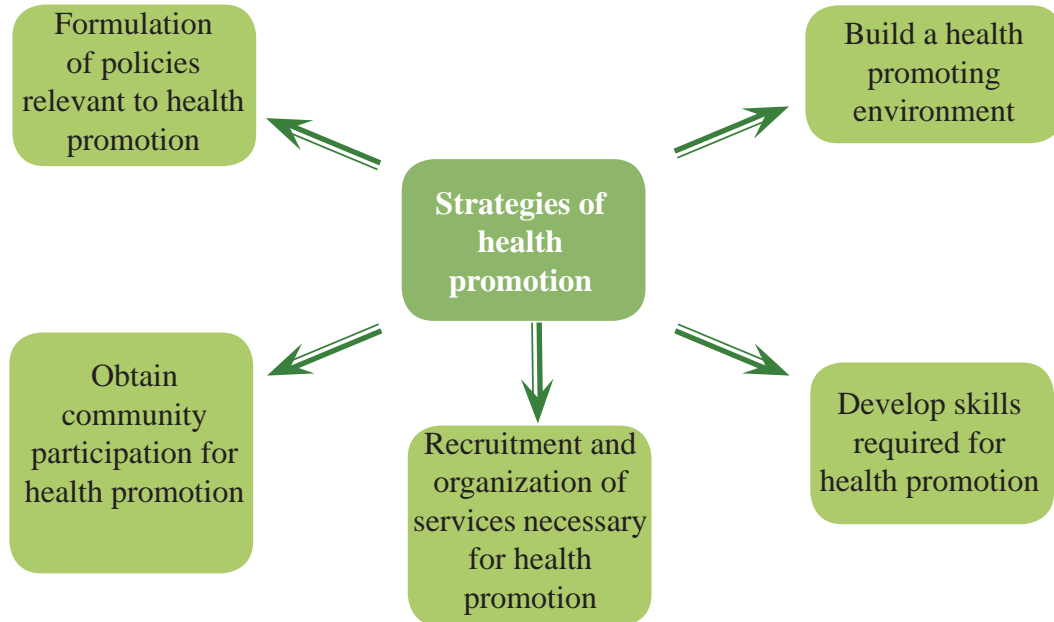 Formulation
of policies
relevant to health
promotion
Build a health
promoting
environment
Strategies of
health
promotion
Obtain
community
participation for
health promotion
Recruitment and
organization of
services necessary
for health
promotion
Develop skills
required for
health promotion